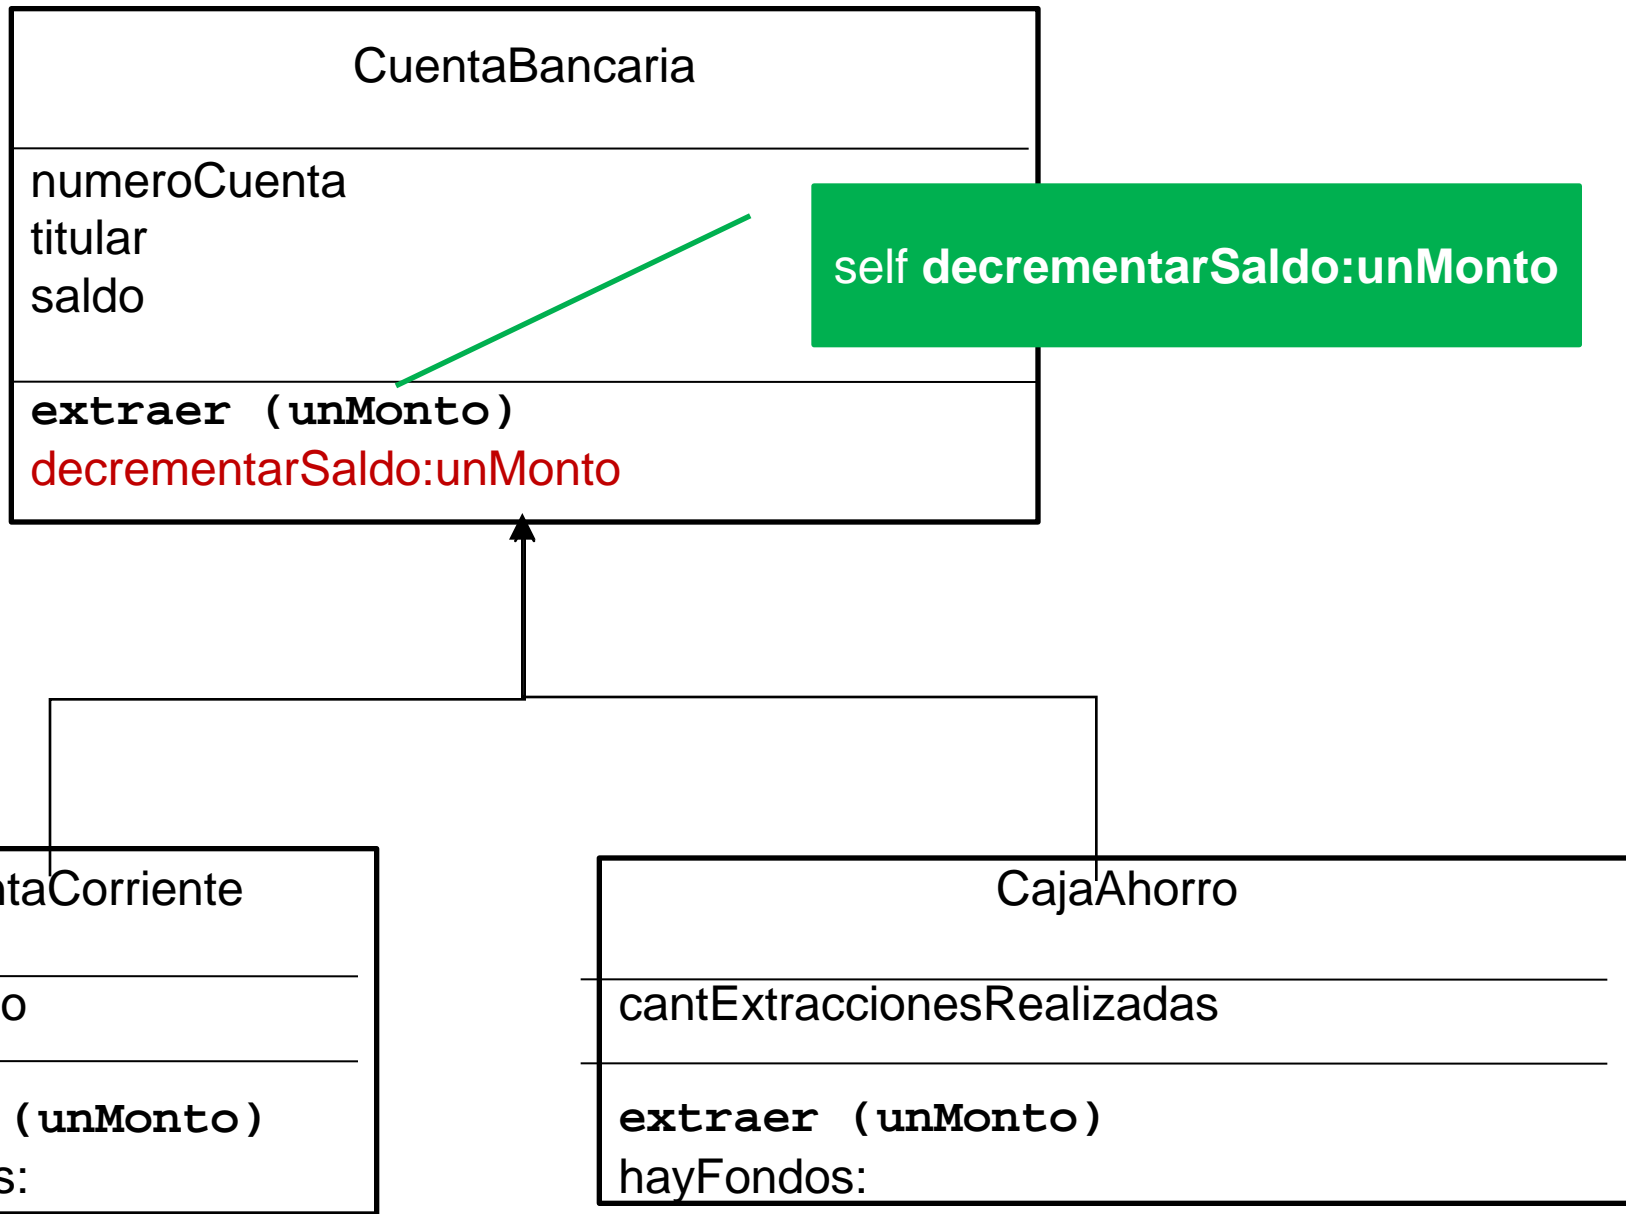 CuentaBancaria
numeroCuenta
titular
saldo
self decrementarSaldo:unMonto
extraer (unMonto)
decrementarSaldo:unMonto
ntaCorriente
o
(unMonto)
s:
CajaAhorro
cantExtraccionesRealizadas
extraer (unMonto)
hayFondos: